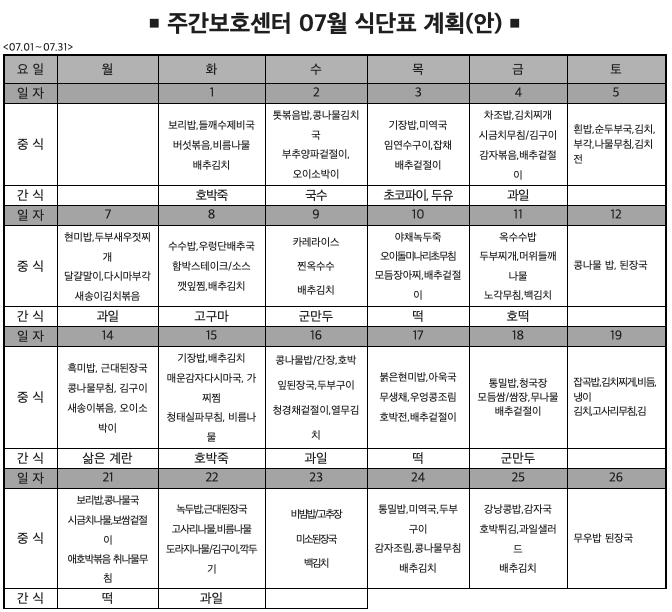 ▪ 주간보호센터 07월 식단표 계획(안) ▪
<07.01~07.31>
요 일 월 화 수 목 금 토
일 자 1 2 3 4 5
중 식
보리밥,들깨수제비국
버섯볶음,비름나물
배추김치
톳볶음밥,콩나물김치
국
부추양파겉절이,
오이소박이
기장밥,미역국
임연수구이,잡채
배추겉절이
차조밥,김치찌개
시금치무침/김구이
감자볶음,배추겉절
이
흰밥,순두부국,김치,
부각,나물무침,김치
전
간 식 호박죽 국수 초코파이, 두유 과일
일 자 7 8 9 10 11 12
중 식
현미밥,두부새우젓찌
개
달걀말이,다시마부각
새송이김치볶음
수수밥,우렁단배추국
함박스테이크/소스
깻잎찜,배추김치
카레라이스
찐옥수수
배추김치
야채녹두죽
오이돌미나리초무침
모듬장아찌,배추겉절
이
옥수수밥
두부찌개,머위들깨
나물
노각무침,백김치
콩나물 밥, 된장국
간 식 과일 고구마 군만두 떡 호떡
일 자 14 15 16 17 18 19
중 식
흑미밥, 근대된장국
콩나물무침, 김구이
새송이볶음, 오이소
박이
기장밥,배추김치
매운감자다시마국, 가
찌찜
청태실파무침, 비름나
물
콩나물밥/간장,호박
잎된장국,두부구이
청경채겉절이,열무김
치
붉은현미밥,아욱국
무생채,우엉콩조림
호박전,배추겉절이
통밀밥,청국장
모듬쌈/쌈장,무나물
배추겉절이
잡곡밥,김치찌게,비듬,
냉이
김치,고사리무침,김
간 식 삶은 계란 호박죽 과일 떡 군만두
일 자 21 22 23 24 25 26
중 식
보리밥,콩나물국
시금치나물,보쌈겉절
이
애호박볶음 취나물무
침
녹두밥,근대된장국
고사리나물,비름나물
도라지나물/김구이,깍두
기
비빔밥/고추장
미소된장국
백김치
통밀밥,미역국,두부
구이
감자조림,콩나물무침
배추김치
강낭콩밥,감자국
호박튀김,과일샐러
드
배추김치
무우밥 된장국
간 식 떡 과일